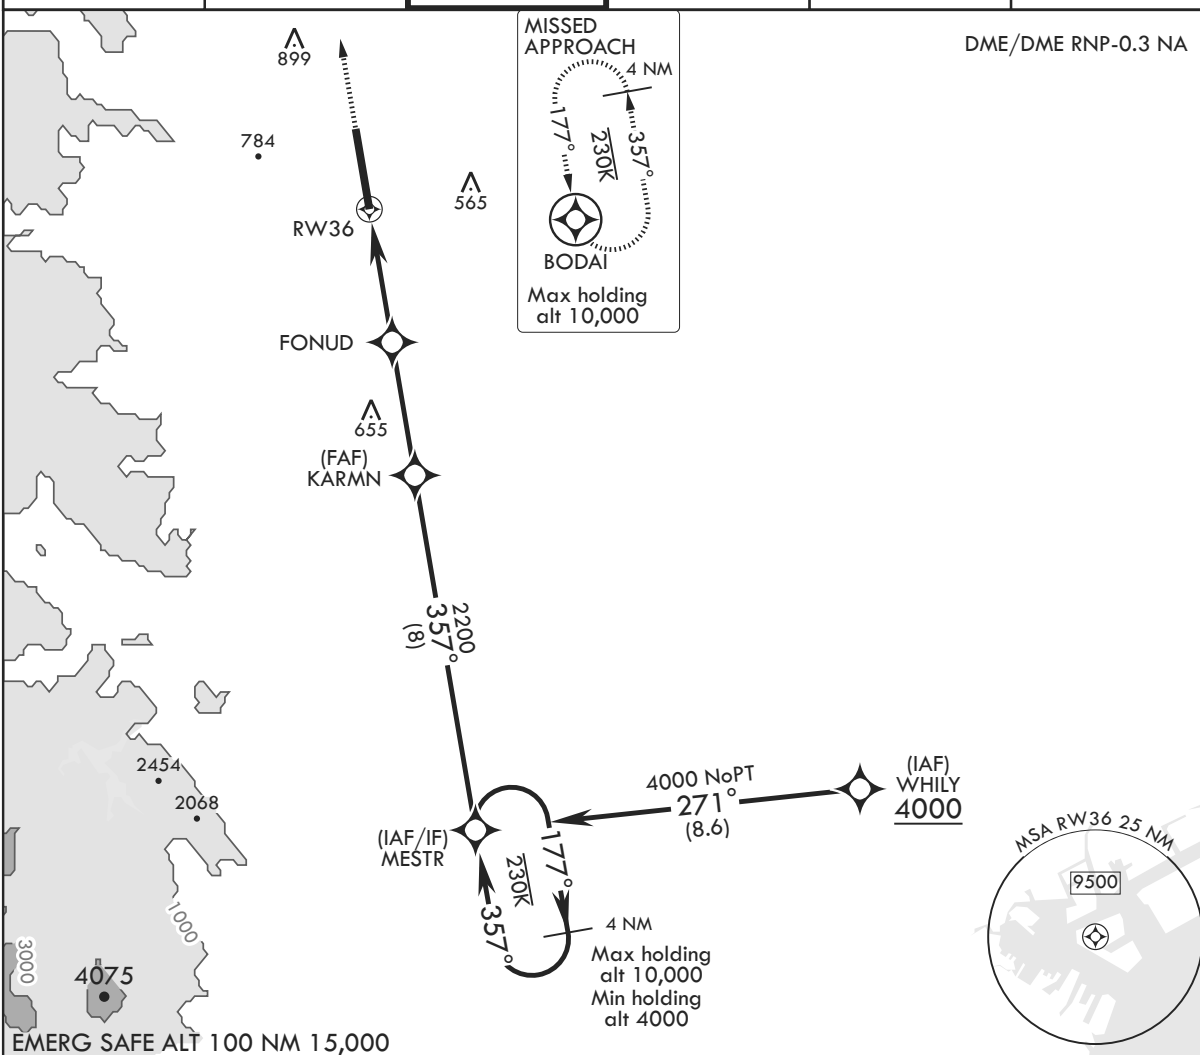 MISSED
APPROACH
4 NM
177°
230K
357°
BODAI
Max holding
alt 10,000
DME/DME RNP-0.3 NA
899
784
565
RW36
FONUD
655
(FAF)
KARMN
2200
357°
(8)
2454
2068
(IAF/IF)
MESTR
4000 NoPT
271°
(8.6)
(IAF)
WHILY
4000
177°
230K
357°
4 NM
Max holding
alt 10,000
Min holding
alt 4000
MSA RW36 25 NM
9500
1000
3000
4075
EMERG SAFE ALT 100 NM 15,000